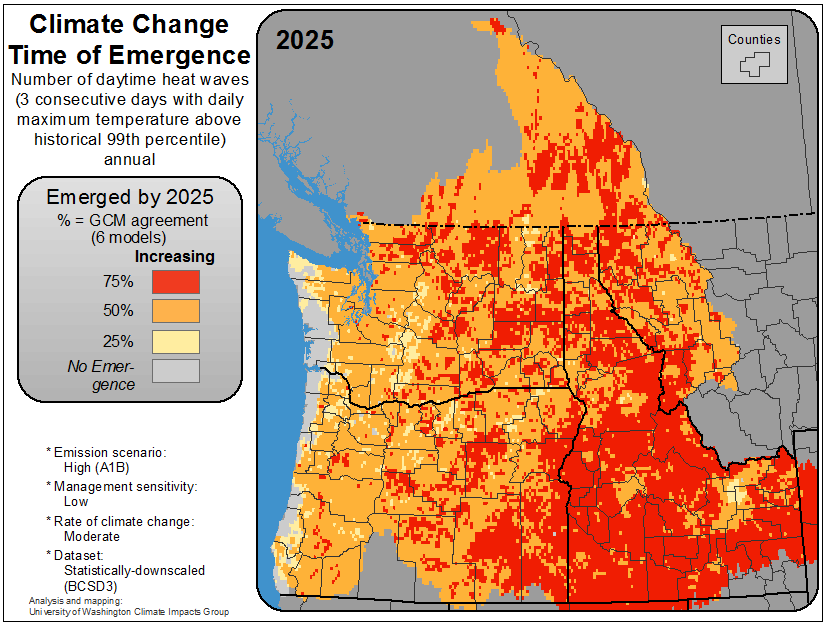 Climate Change
Time of Emergence
Number of daytime heat waves
(3 consecutive days with daily
maximum temperature above
historical 99th percentile)
annual
Emerged by 2025
% = GCM agreement
(6 models)
Increasing
75%
50%
25%
No Emer-
gence
* Emission scenario:
High (A1B)
* Management sensitivity:
Low
* Rate of climate change:
Moderate
* Dataset:
Statistically-downscaled
(BCSD3)
Analysis and mapping:
University of Washington Climate Impacts Group
2025
Counties